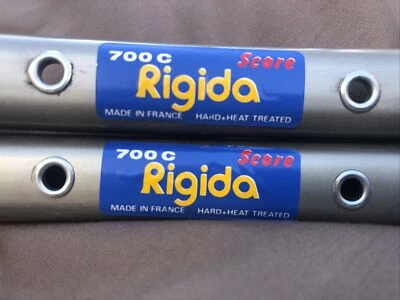 700 C Score
Rigida
MADE IN FRANCE HARD+HEAT TREATED
700 C Score
Rigida
MADE IN FRANCE HARD+HEAT TREATED